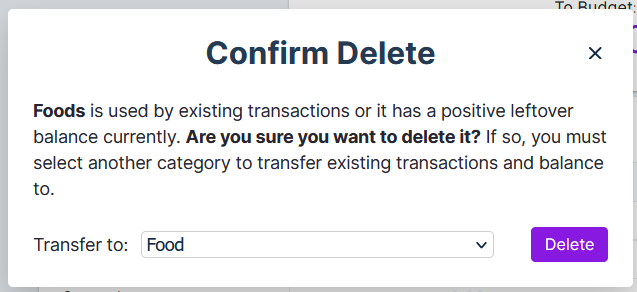 To Budget:
Confirm Delete
Foods is used by existing transactions or it has a positive leftover
balance currently. Are you sure you want to delete it? If so, you must
select another category to transfer existing transactions and balance
to.
Transfer to: Food Delete